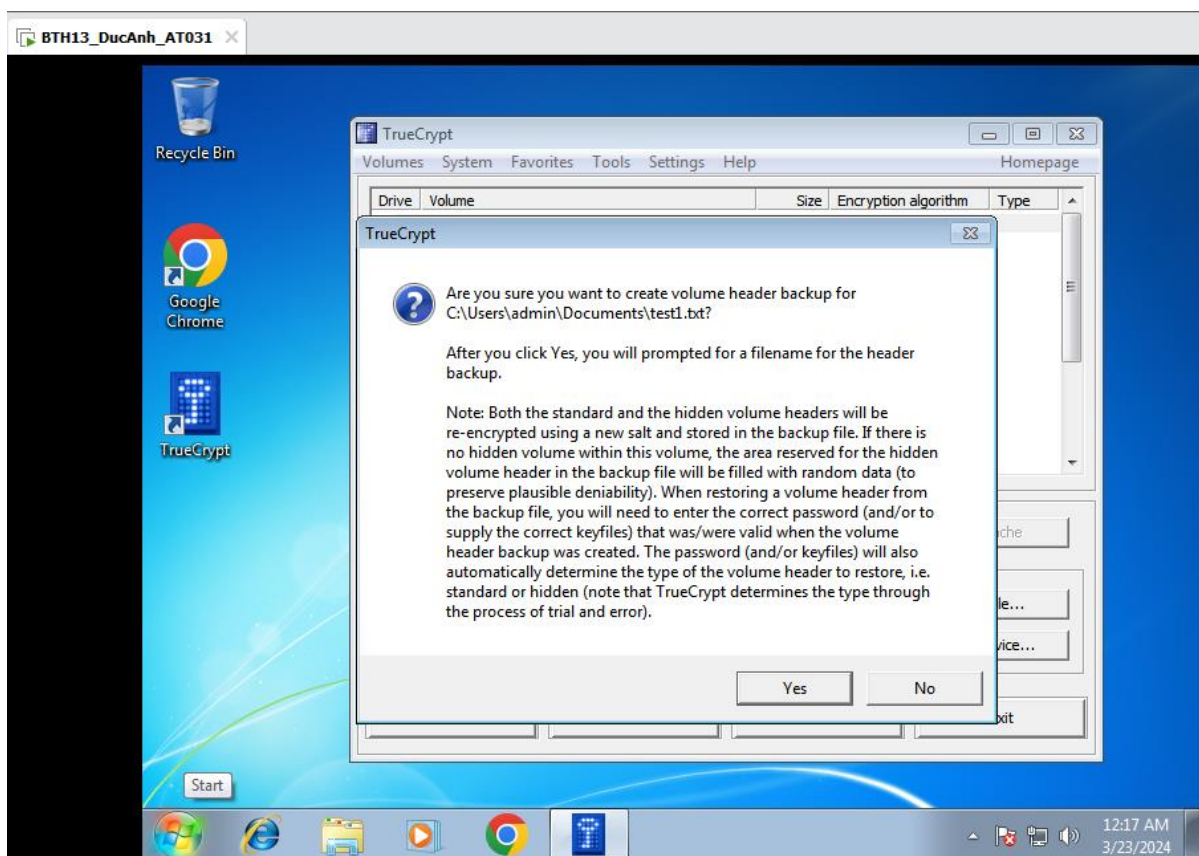 BTH13_DucAnh_AT031
Recycle Bin
TrueCrypt
Volumes System Favorites Tools Settings Help Homepage
Drive Volume Size Encryption algorithm Type
TrueCrypt
Are you sure you want to create volume header backup for
C:\Users\admin\Documents\test1.txt?
After you click Yes, you will prompted for a filename for the header
backup.
Note: Both the standard and the hidden volume headers will be
re-encrypted using a new salt and stored in the backup file. If there is
no hidden volume within this volume, the area reserved for the hidden
volume header in the backup file will be filled with random data (to
preserve plausible deniability). When restoring a volume header from
the backup file, you will need to enter the correct password (and/or to
supply the correct keyfiles) that was/were valid when the volume
header backup was created. The password (and/or keyfiles) will also
automatically determine the type of the volume header to restore, i.e.
standard or hidden (note that TrueCrypt determines the type through
the process of trial and error).
Yes No
Google
Chrome
TrueCrypt
Start
12:17 AM
3/23/2024